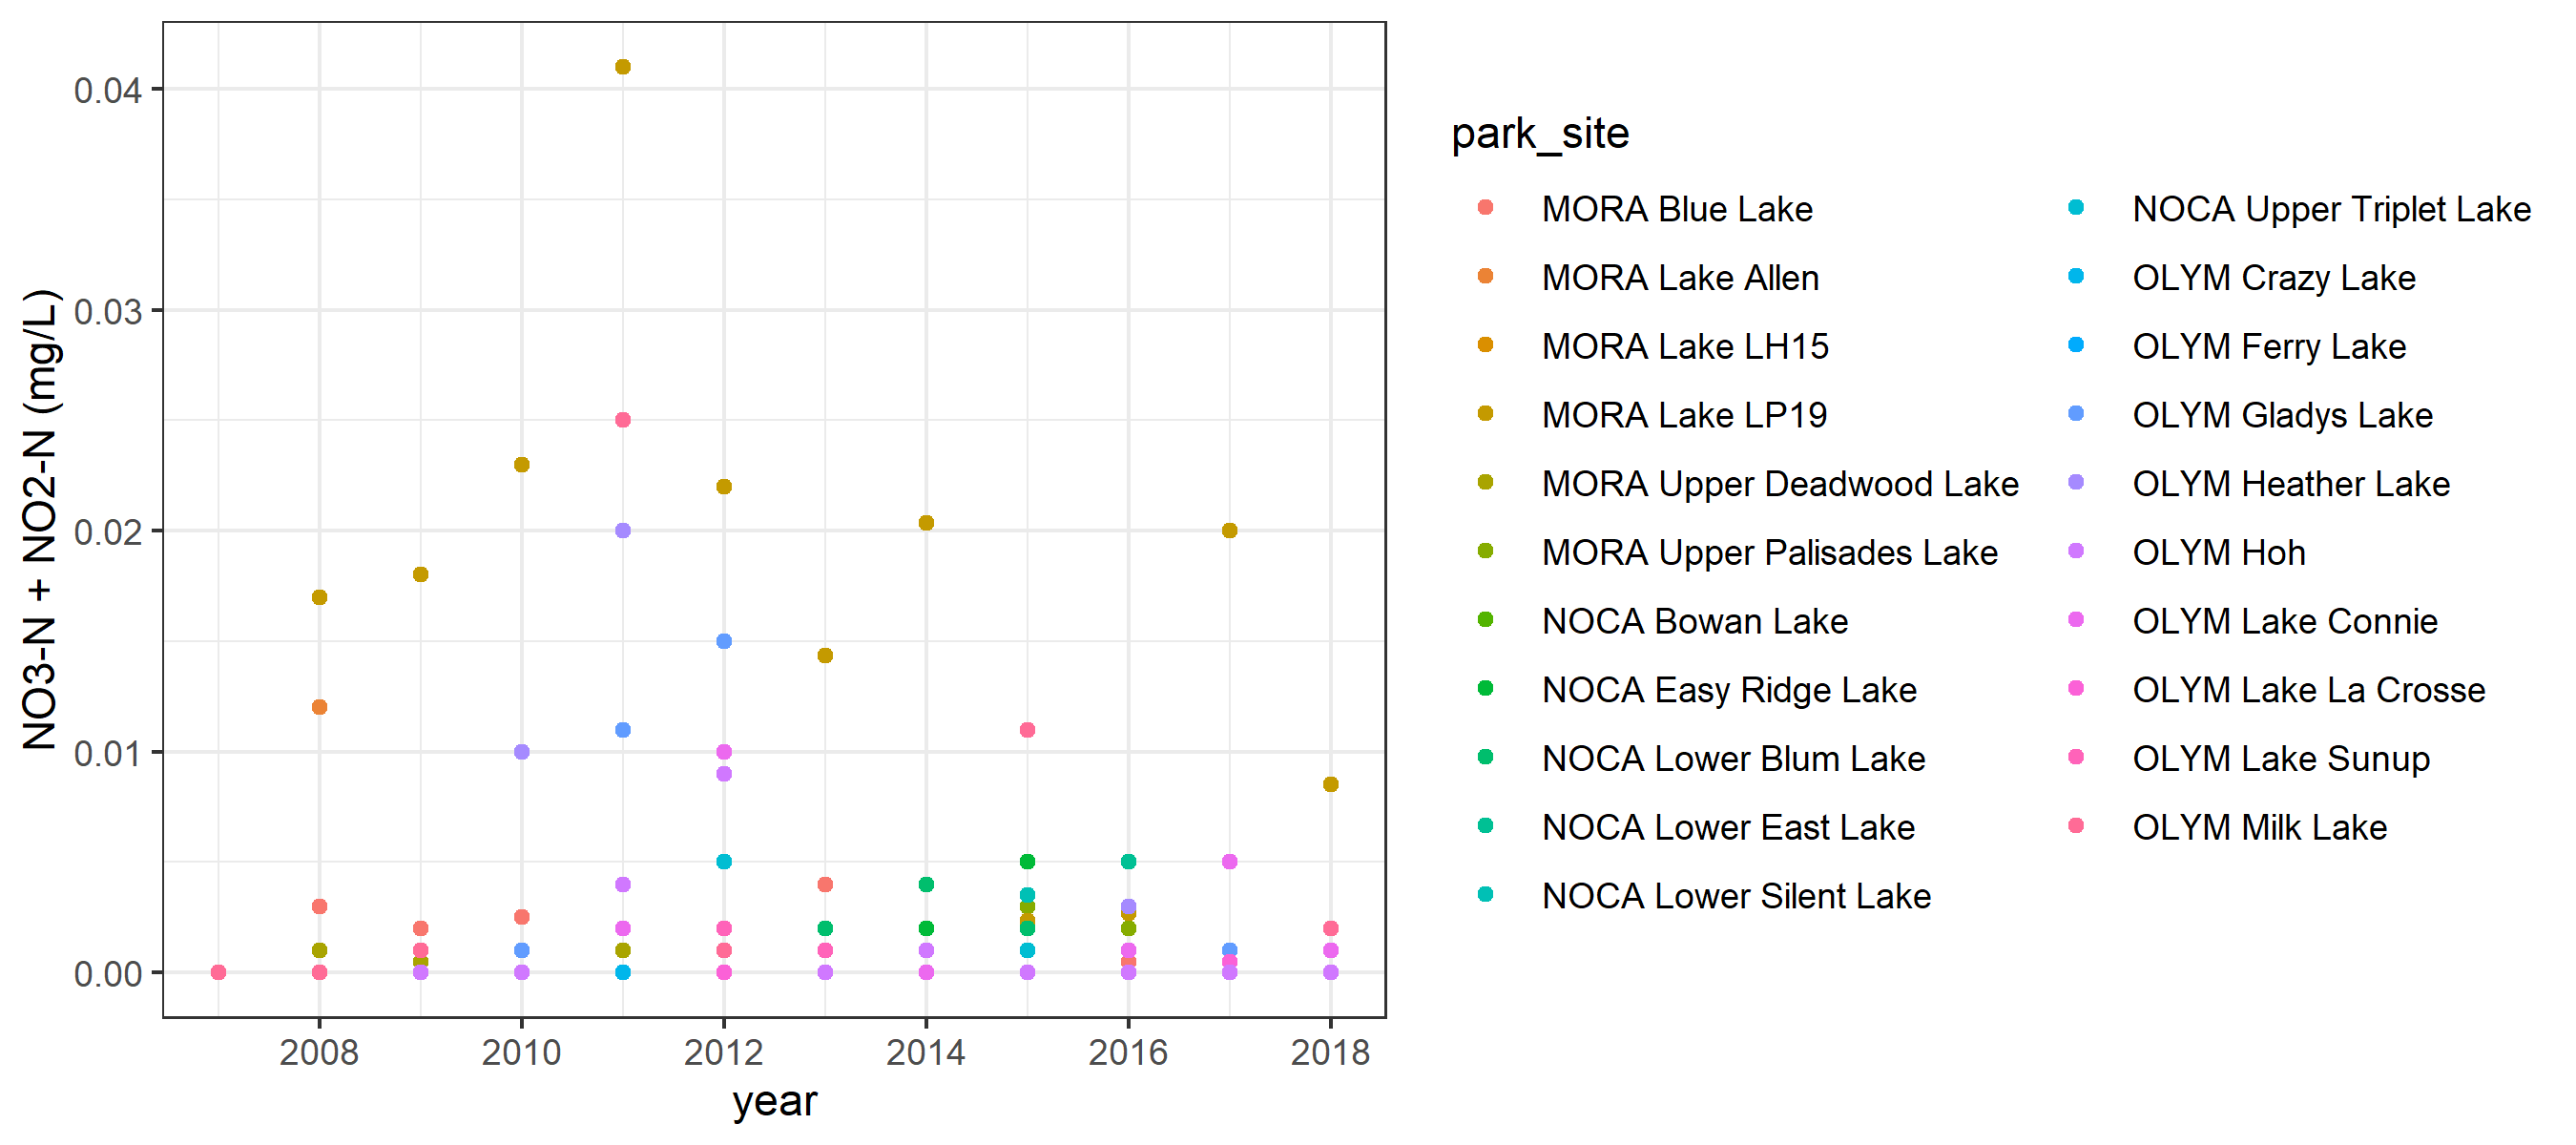 0.04
0.03
0.02
0.01
0.00
NO3-N + NO2-N (mg/L)
2008 2010 2012 2014 2016 2018
year
park_site
MORA Blue Lake
MORA Lake Allen
MORA Lake LH15
MORA Lake LP19
MORA Upper Deadwood Lake
MORA Upper Palisades Lake
NOCA Bowan Lake
NOCA Easy Ridge Lake
NOCA Lower Blum Lake
NOCA Lower East Lake
NOCA Lower Silent Lake
NOCA Upper Triplet Lake
OLYM Crazy Lake
OLYM Ferry Lake
OLYM Gladys Lake
OLYM Heather Lake
OLYM Hoh
OLYM Lake Connie
OLYM Lake La Crosse
OLYM Lake Sunup
OLYM Milk Lake